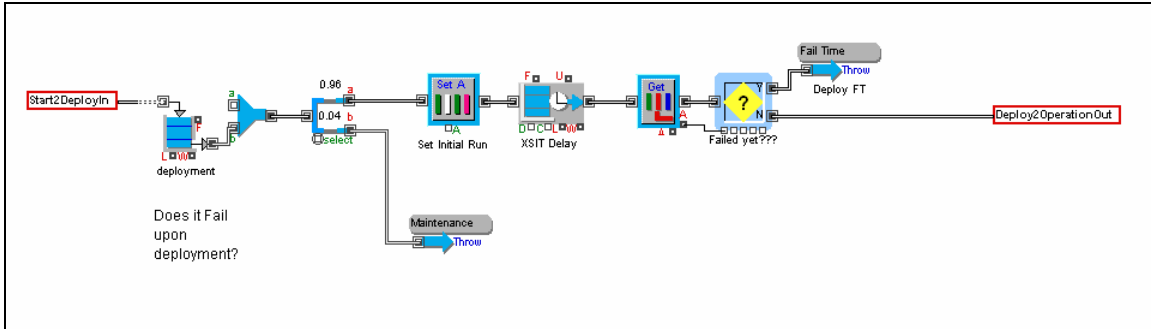 Start2DeployIn
F
L W
deployment
a
b
0.96
a
0.04
b
select
Set A
A
Set Initial Run
F U
D C L W
XSIT Delay
Get
A
A
?
Y
N
Failed yet???
Fail Time
Throw
Deploy FT
Deploy2OperationOut
Maintenance
Throw
Does it Fail
upon
deployment?